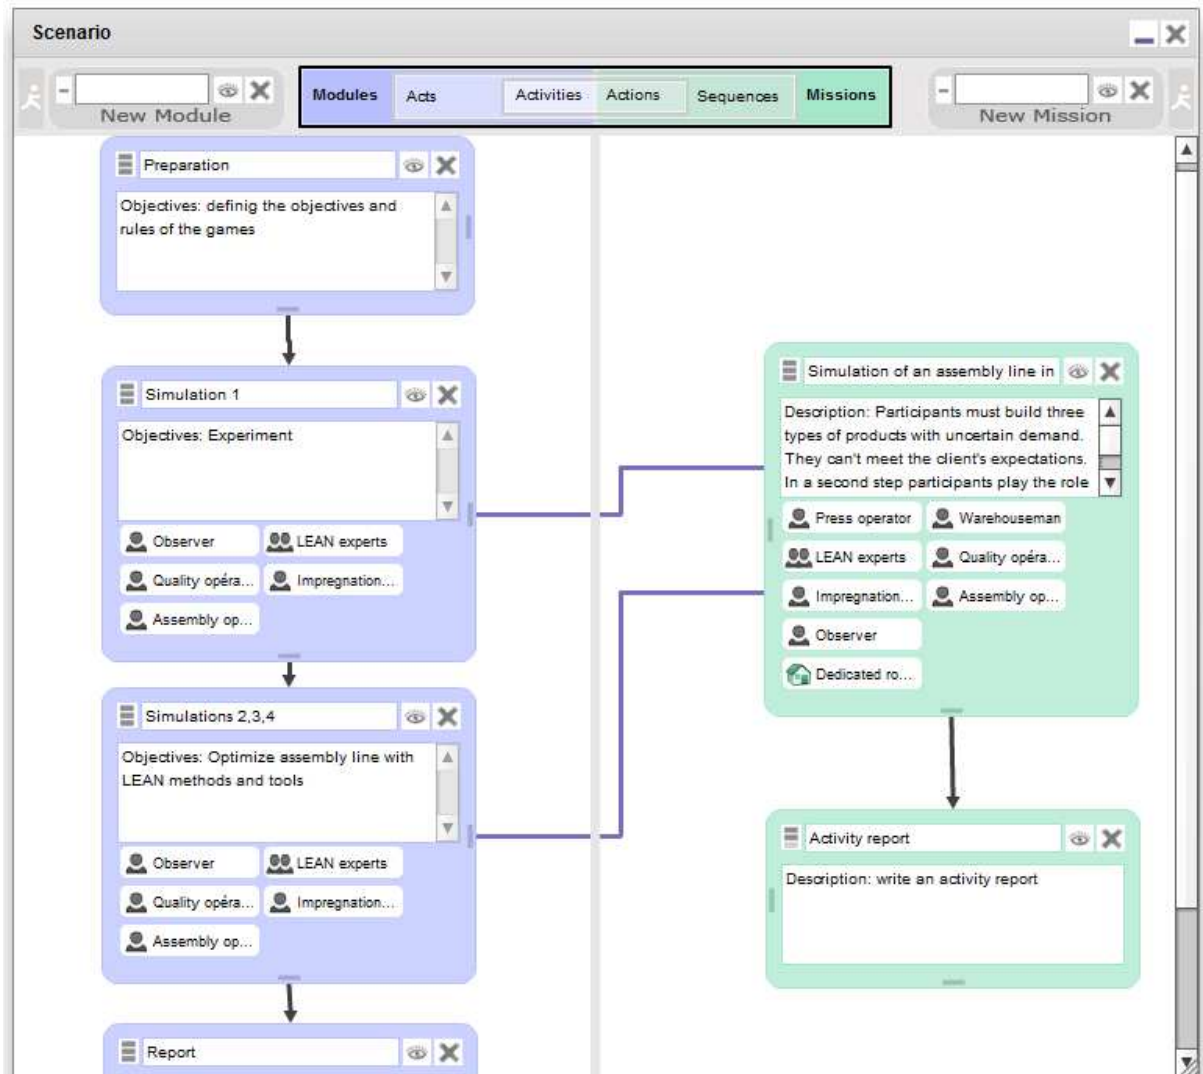 Scenario
New Module
Modules
Acts
Activities
Actions
Sequences
Missions
New Mission
Preparation
Objectives: definig the objectives and
rules of the games
Simulation 1
Objectives: Experiment
Observer
LEAN experts
Quality opéra...
Impregnation...
Assembly op...
Simulations 2,3,4
Objectives: Optimize assembly line with
LEAN methods and tools
Observer
LEAN experts
Quality opéra...
Impregnation...
Assembly op...
Report
Simulation of an assembly line in
Description: Participants must build three
types of products with uncertain demand.
They can't meet the client's expectations.
In a second step participants play the role
Press operator
Warehouseman
LEAN experts
Quality opéra...
Impregnation...
Assembly op...
Observer
Dedicated ro...
Activity report
Description: write an activity report